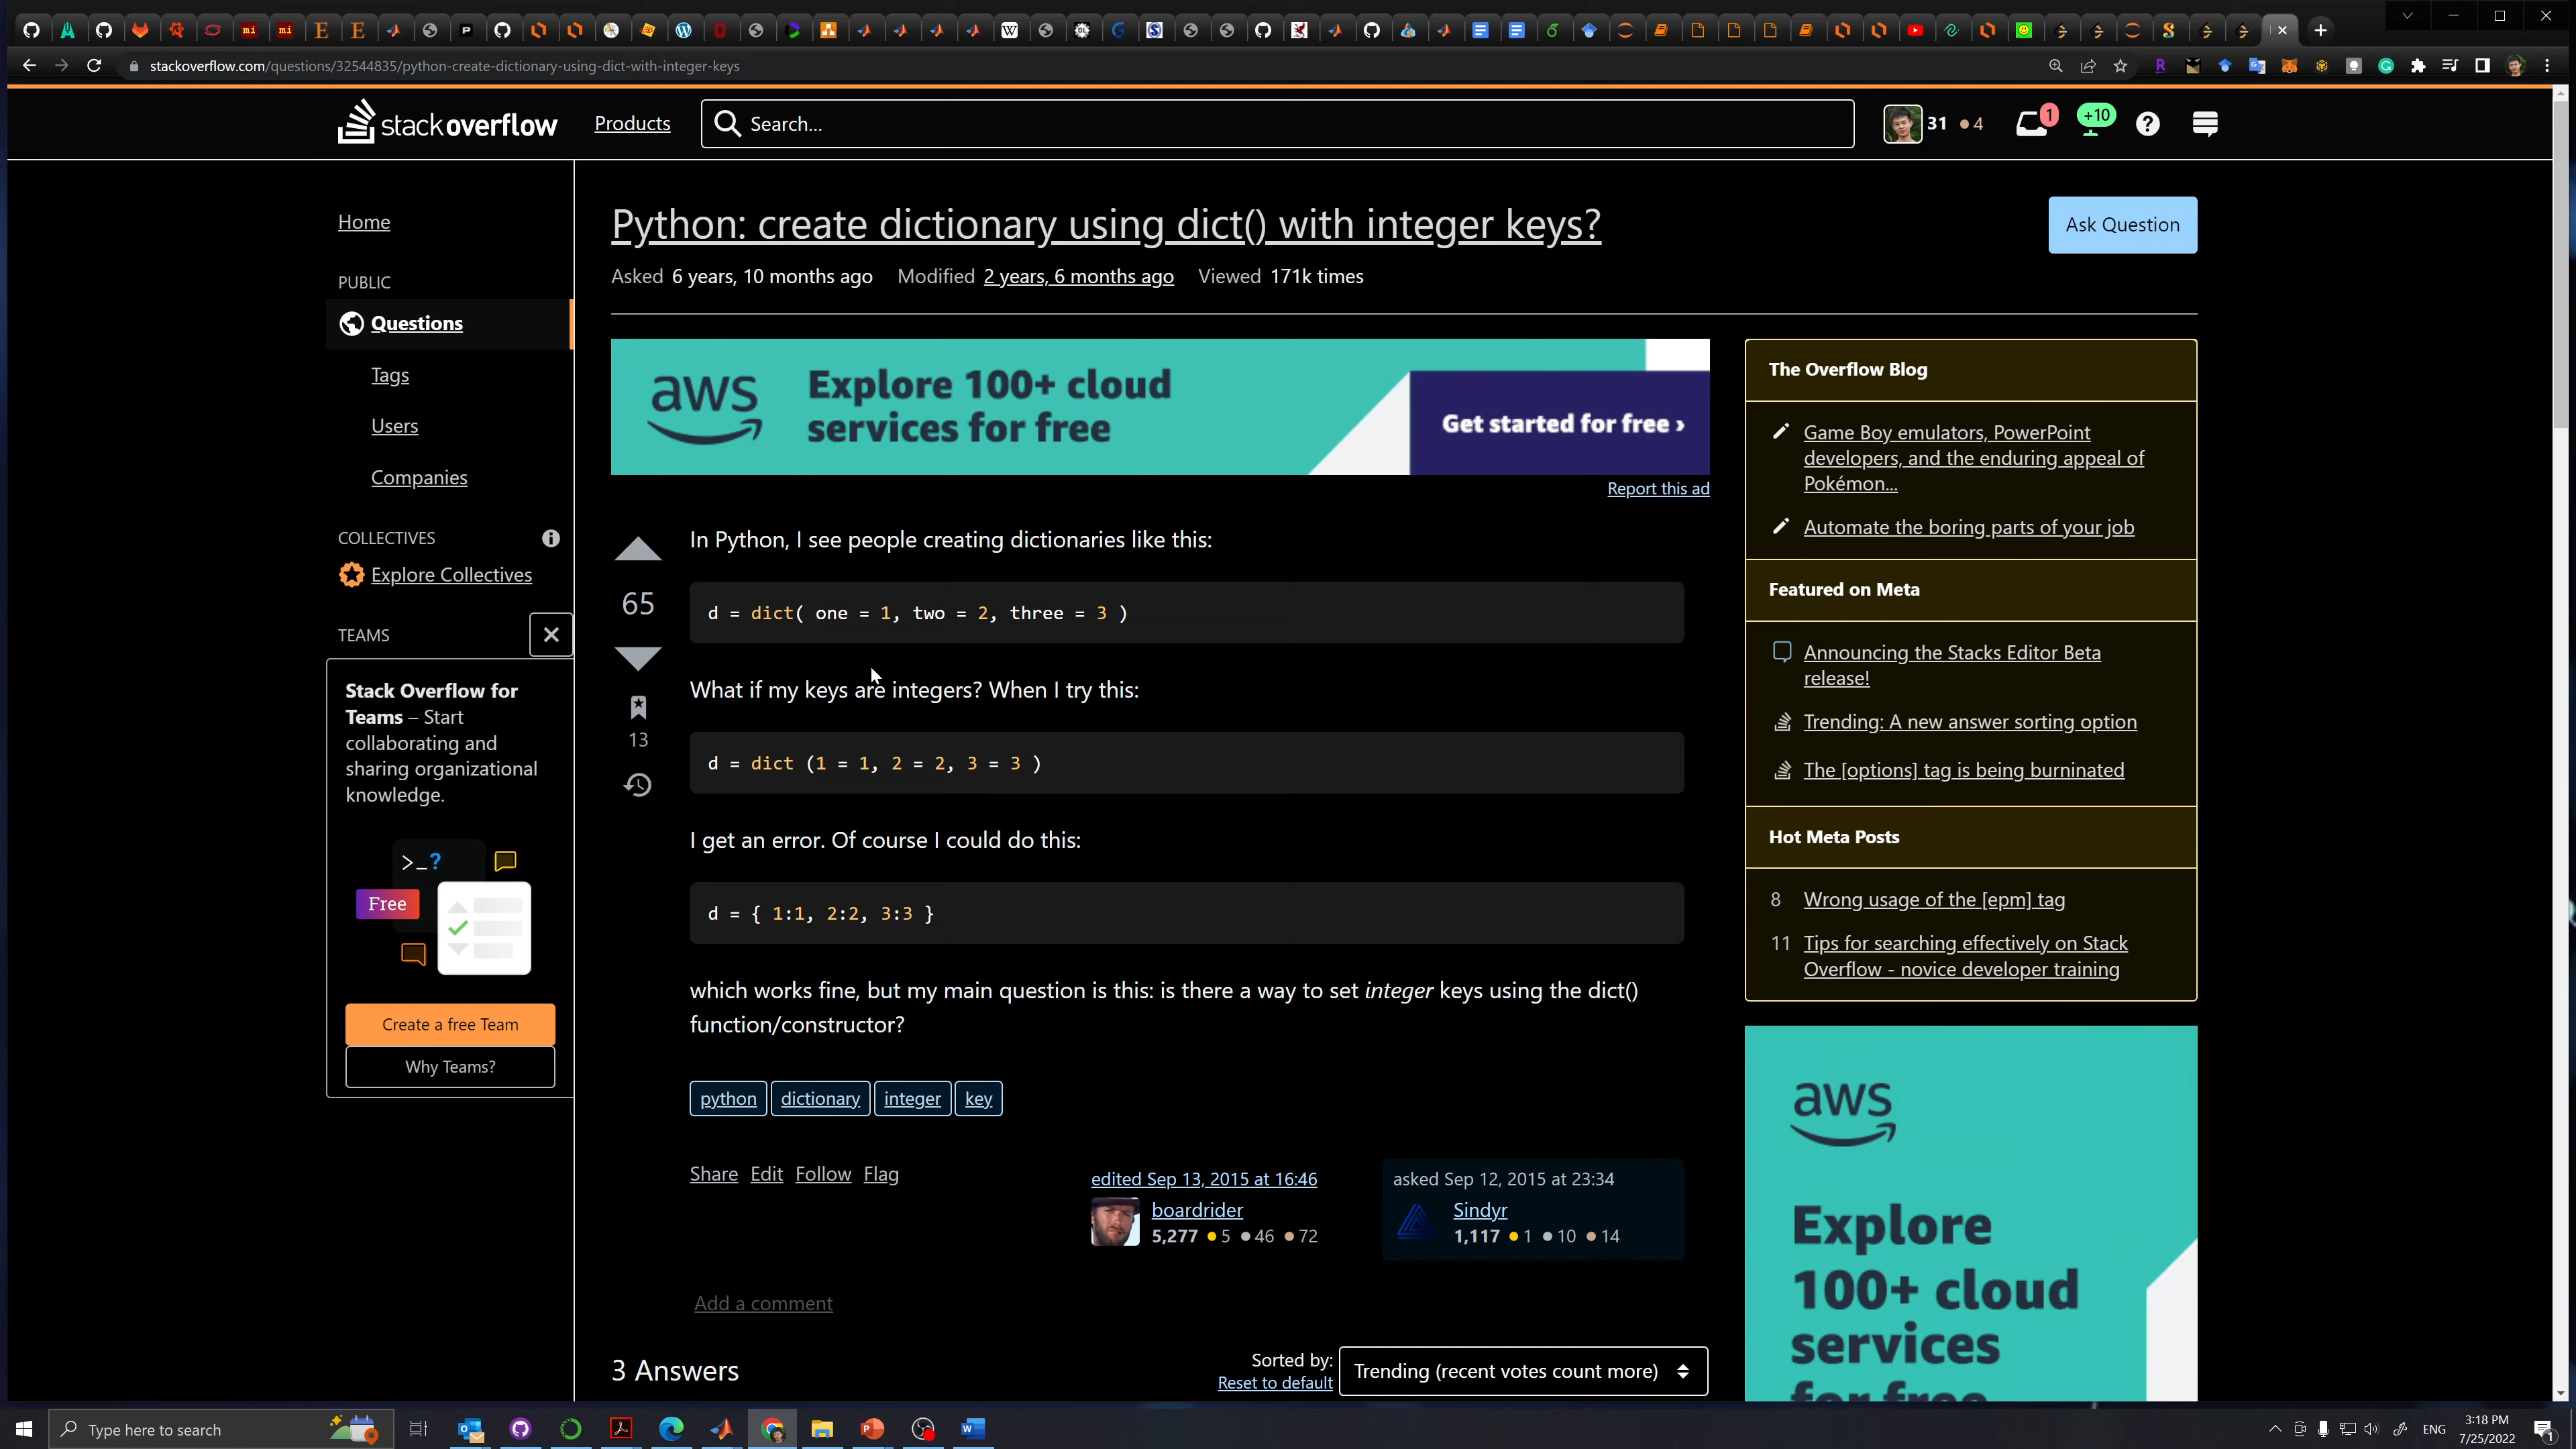 stackoverflow.com/questions/32544835/python-create-dictionary-using-dict-with-integer-keys
stackoverflow
Products
Search...
31
4
1
+10
Home
PUBLIC
Questions
Tags
Users
Companies
COLLECTIVES
Explore Collectives
TEAMS
Stack Overflow for
Teams – Start
collaborating and
sharing organizational
knowledge.
>_?
Free
Create a free Team
Why Teams?
Python: create dictionary using dict() with integer keys?
Ask Question
Asked 6 years, 10 months ago Modified 2 years, 6 months ago Viewed 171k times
aws
Explore 100+ cloud
services for free
Get started for free ›
Report this ad
65
13
In Python, I see people creating dictionaries like this:
d = dict( one = 1, two = 2, three = 3 )
What if my keys are integers? When I try this:
d = dict (1 = 1, 2 = 2, 3 = 3 )
I get an error. Of course I could do this:
d = { 1:1, 2:2, 3:3 }
which works fine, but my main question is this: is there a way to set integer keys using the dict()
function/constructor?
python dictionary integer key
Share Edit Follow Flag
edited Sep 13, 2015 at 16:46
boardrider
5,277 5 46 72
asked Sep 12, 2015 at 23:34
Sindyr
1,117 1 10 14
Add a comment
3 Answers
Sorted by:
Reset to default
Trending (recent votes count more)
The Overflow Blog
Game Boy emulators, PowerPoint
developers, and the enduring appeal of
Pokémon...
Automate the boring parts of your job
Featured on Meta
Announcing the Stacks Editor Beta
release!
Trending: A new answer sorting option
The [options] tag is being burninated
Hot Meta Posts
8 Wrong usage of the [epm] tag
11 Tips for searching effectively on Stack
Overflow - novice developer training
aws
Explore
100+ cloud
services
for free
Type here to search
ENG
3:18 PM
7/25/2022
1